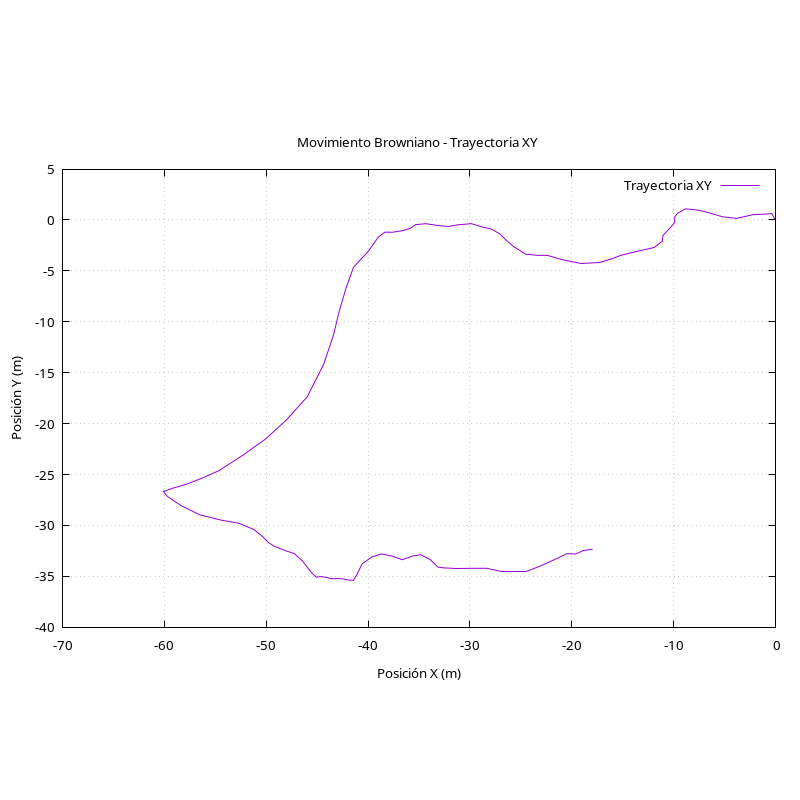 Movimiento Browniano - Trayectoria XY
Trayectoria XY
5
0
-5
-10
-15
-20
-25
-30
-35
-40
Posición Y (m)
-70 -60 -50 -40 -30 -20 -10 0
Posición X (m)